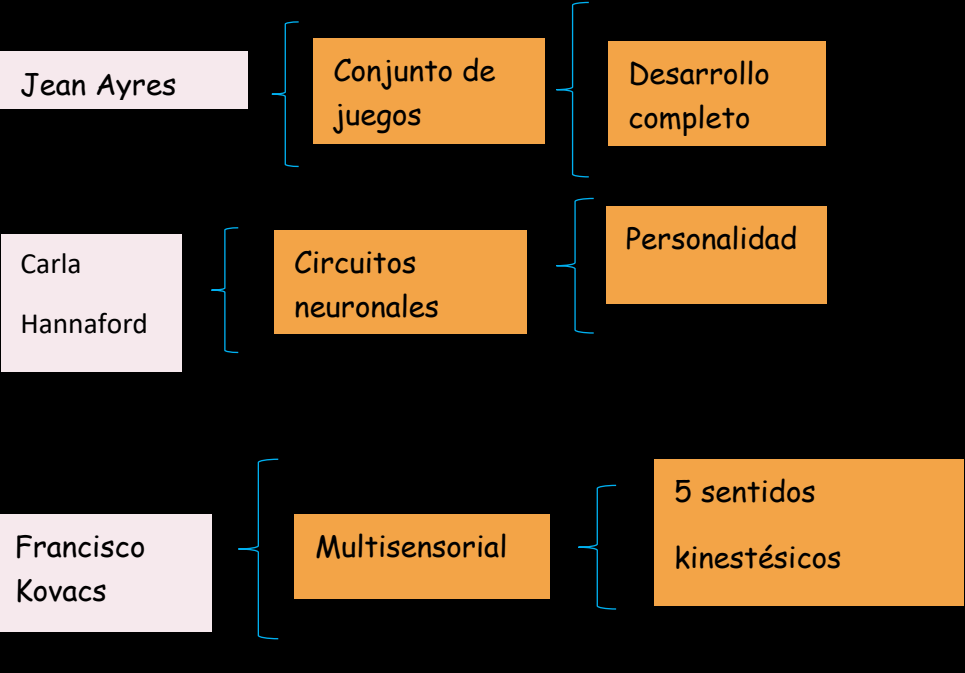 Jean Ayres
Conjunto de
juegos
Desarrollo
completo
Carla
Hannaford
Circuitos
neuronales
Personalidad
Francisco
Kovacs
Multisensorial
5 sentidos
kinestésicos